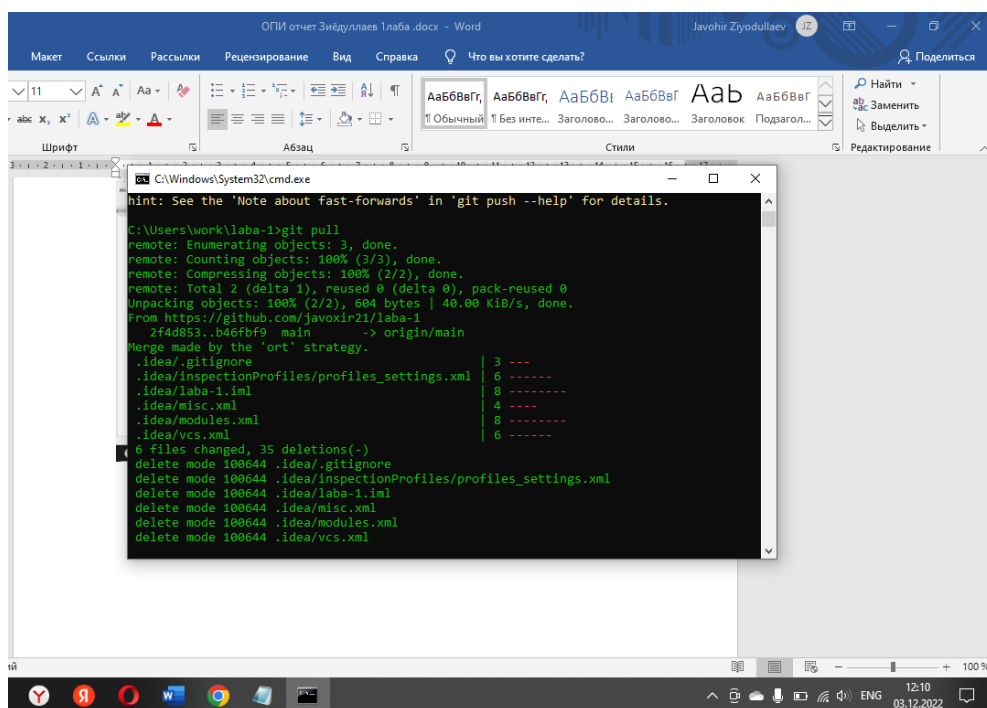 ОПИ отчет Зиёдуллаев 1лаба .docx - Word Javohir Ziyodullaev JZ
Макет Ссылки Рассылки Рецензирование Вид Справка Что вы хотите сделать? Поделиться
11 A A Aa
АаБбВвГг, АаБбВвГг, АаБбВı АаБбВвГ Ааb АаБбВвГ
Найти
abc x₂ x² A A
¶ Обычный ¶ Без инте... Заголово... Заголово... Заголовок Подзагол...
Заменить
Выделить
Шрифт Абзац Стили Редактирование
C:\Windows\System32\cmd.exe
hint: See the 'Note about fast-forwards' in 'git push --help' for details.
C:\Users\work\laba-1>git pull
remote: Enumerating objects: 3, done.
remote: Counting objects: 100% (3/3), done.
remote: Compressing objects: 100% (2/2), done.
remote: Total 2 (delta 1), reused 0 (delta 0), pack-reused 0
Unpacking objects: 100% (2/2), 604 bytes | 40.00 KiB/s, done.
From https://github.com/javoxir21/laba-1
   2f4d853..b46fbf9  main       -> origin/main
Merge made by the 'ort' strategy.
 .idea/.gitignore                            | 3 ---
 .idea/inspectionProfiles/profiles_settings.xml | 6 ------
 .idea/laba-1.iml                            | 8 --------
 .idea/misc.xml                              | 4 ----
 .idea/modules.xml                           | 8 --------
 .idea/vcs.xml                               | 6 ------
 6 files changed, 35 deletions(-)
 delete mode 100644 .idea/.gitignore
 delete mode 100644 .idea/inspectionProfiles/profiles_settings.xml
 delete mode 100644 .idea/laba-1.iml
 delete mode 100644 .idea/misc.xml
 delete mode 100644 .idea/modules.xml
 delete mode 100644 .idea/vcs.xml
ий 100 %
ENG 12:10
03.12.2022